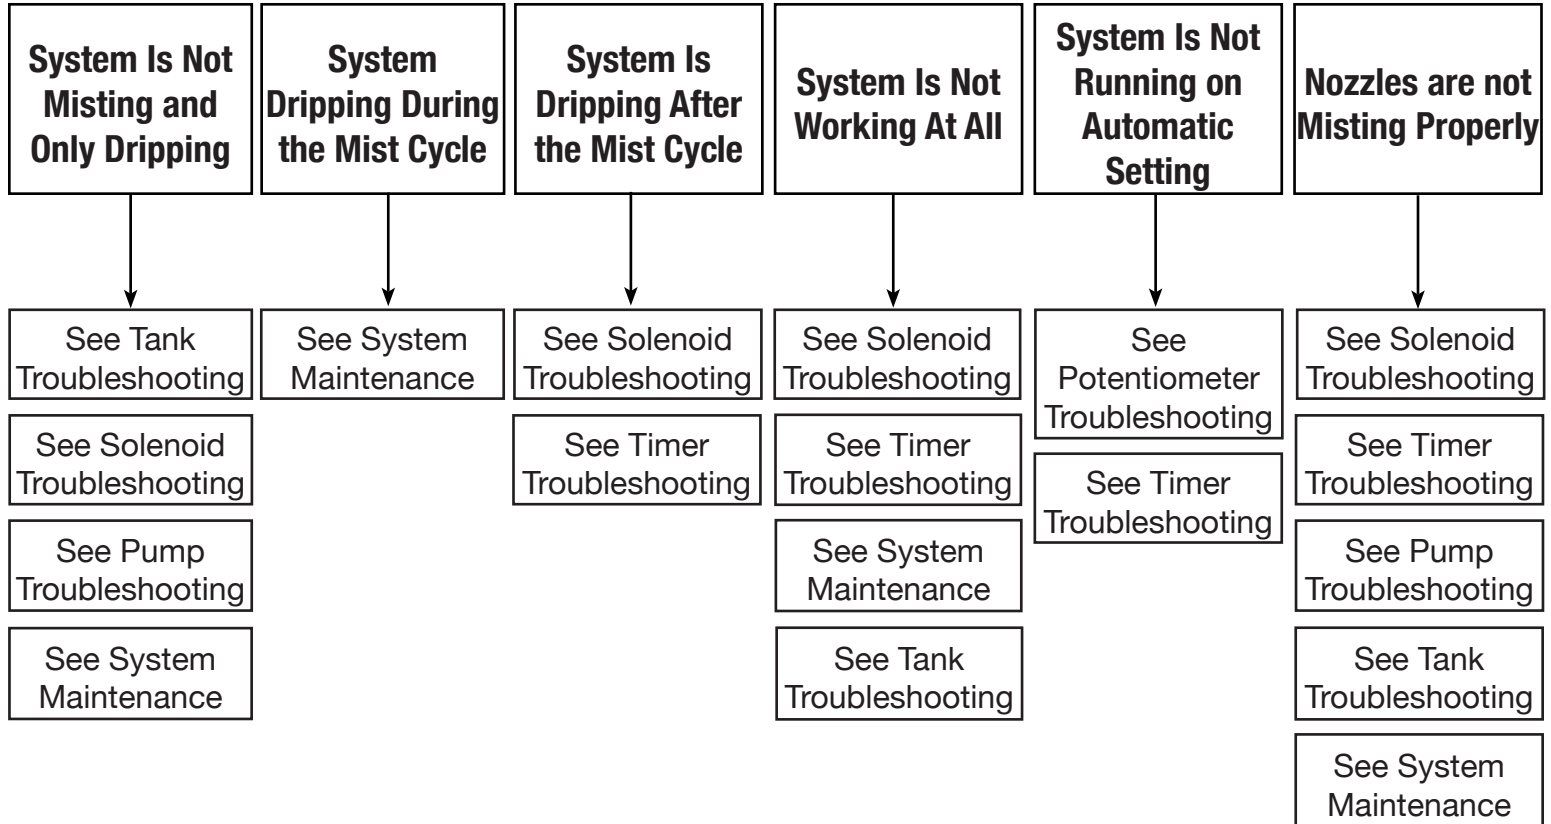 System Is Not
Misting and
Only Dripping
System
Dripping During
the Mist Cycle
System Is
Dripping After
the Mist Cycle
System Is Not
Working At All
System Is Not
Running on
Automatic
Setting
Nozzles are not
Misting Properly
See Tank
Troubleshooting
See Solenoid
Troubleshooting
See Pump
Troubleshooting
See System
Maintenance
See System
Maintenance
See Solenoid
Troubleshooting
See Timer
Troubleshooting
See Solenoid
Troubleshooting
See Timer
Troubleshooting
See System
Maintenance
See Tank
Troubleshooting
See
Potentiometer
Troubleshooting
See Timer
Troubleshooting
See Solenoid
Troubleshooting
See Timer
Troubleshooting
See Pump
Troubleshooting
See Tank
Troubleshooting
See System
Maintenance